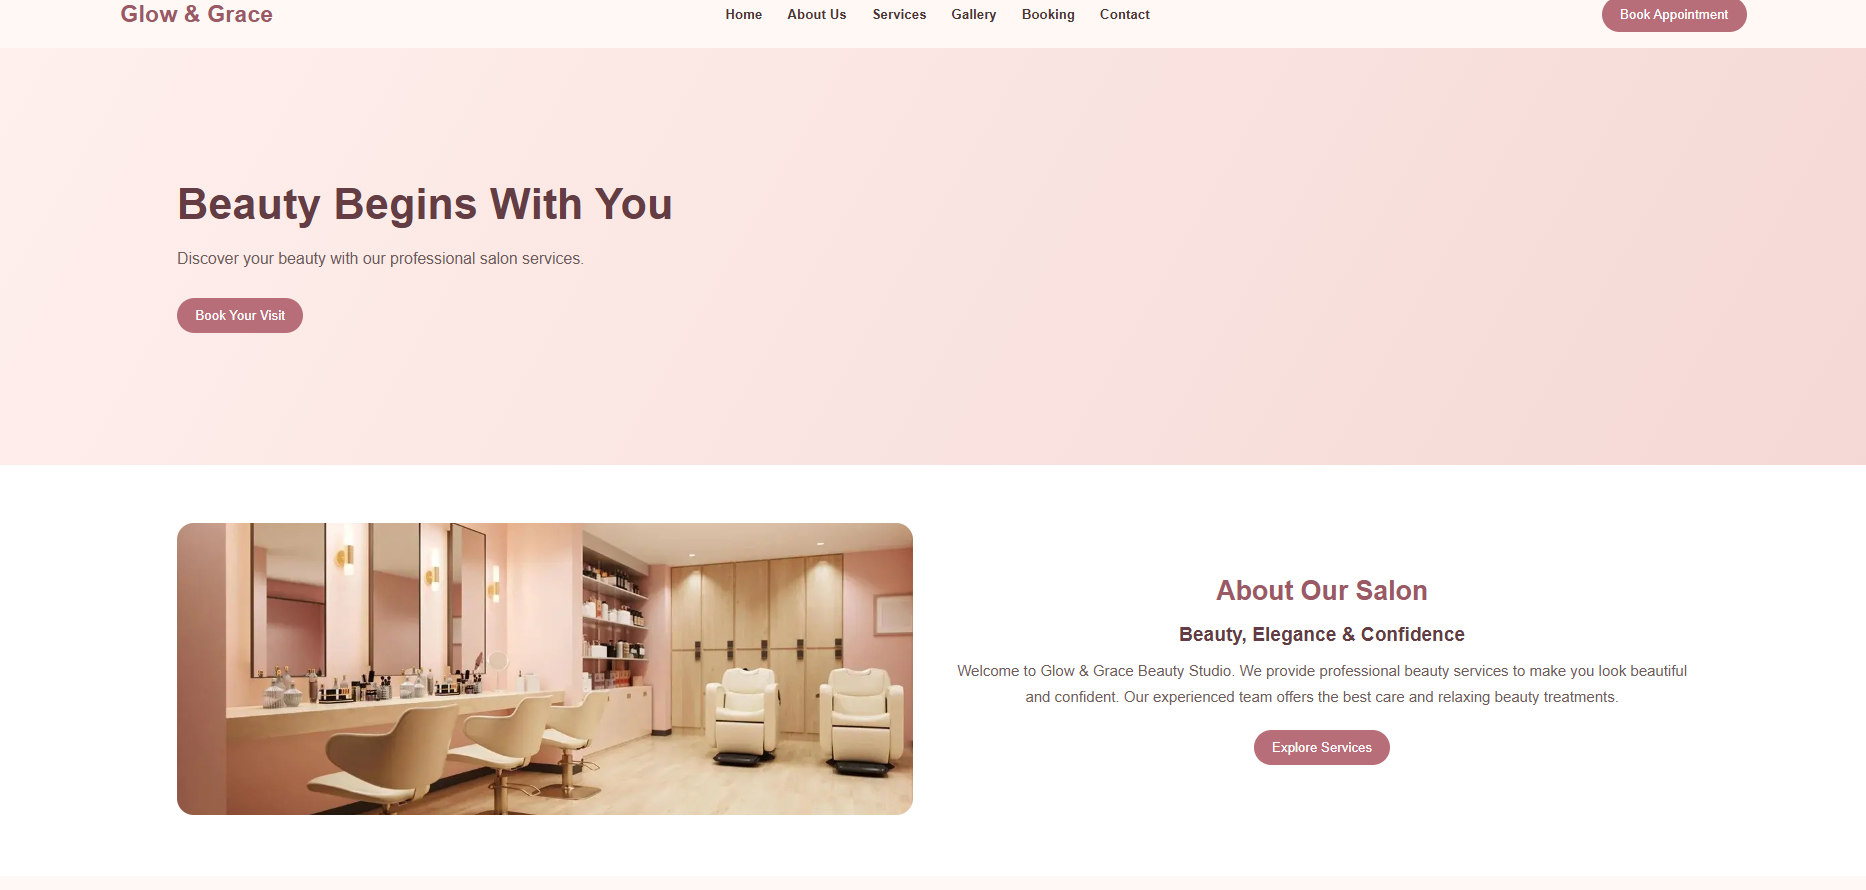 Glow & Grace
Home About Us Services Gallery Booking Contact
Book Appointment
Beauty Begins With You
Discover your beauty with our professional salon services.
Book Your Visit
About Our Salon
Beauty, Elegance & Confidence
Welcome to Glow & Grace Beauty Studio. We provide professional beauty services to make you look beautiful
and confident. Our experienced team offers the best care and relaxing beauty treatments.
Explore Services